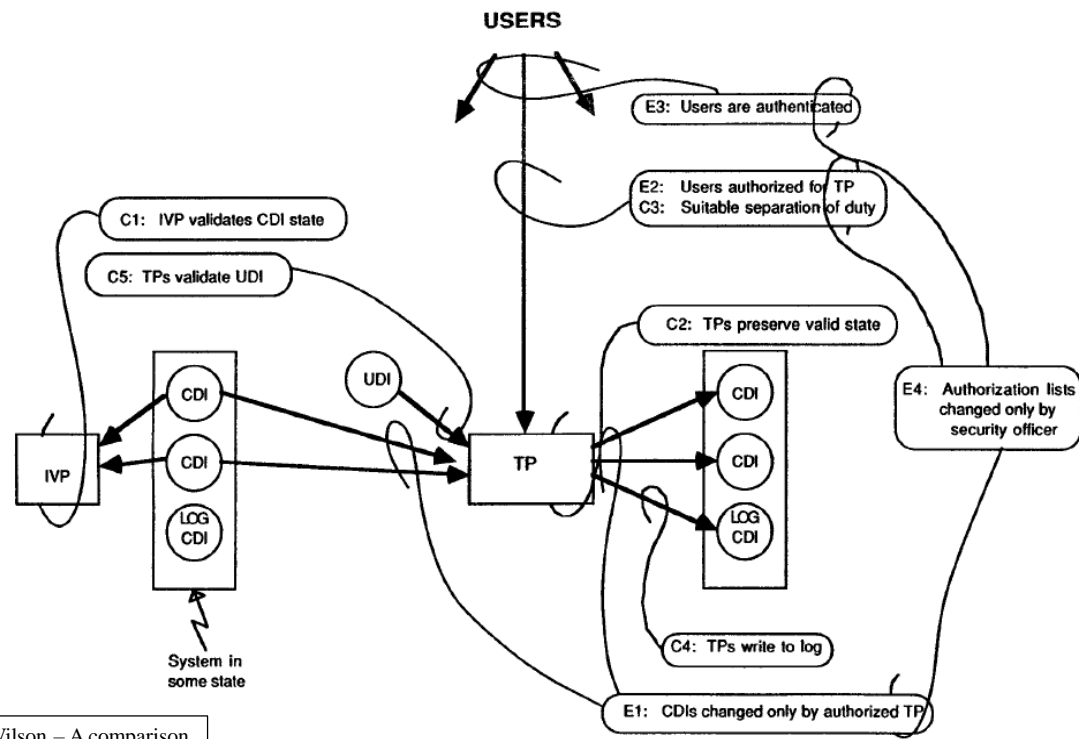 USERS
E3: Users are authenticated
E2: Users authorized for TP
C3: Suitable separation of duty
C1: IVP validates CDI state
C5: TPs validate UDI
C2: TPs preserve valid state
CDI
UDI
CDI
E4: Authorization lists
changed only by
security officer
IVP
CDI
TP
CDI
LOG
CDI
LOG
CDI
C4: TPs write to log
System in
some state
E1: CDIs changed only by authorized TP
Wilson – A comparison